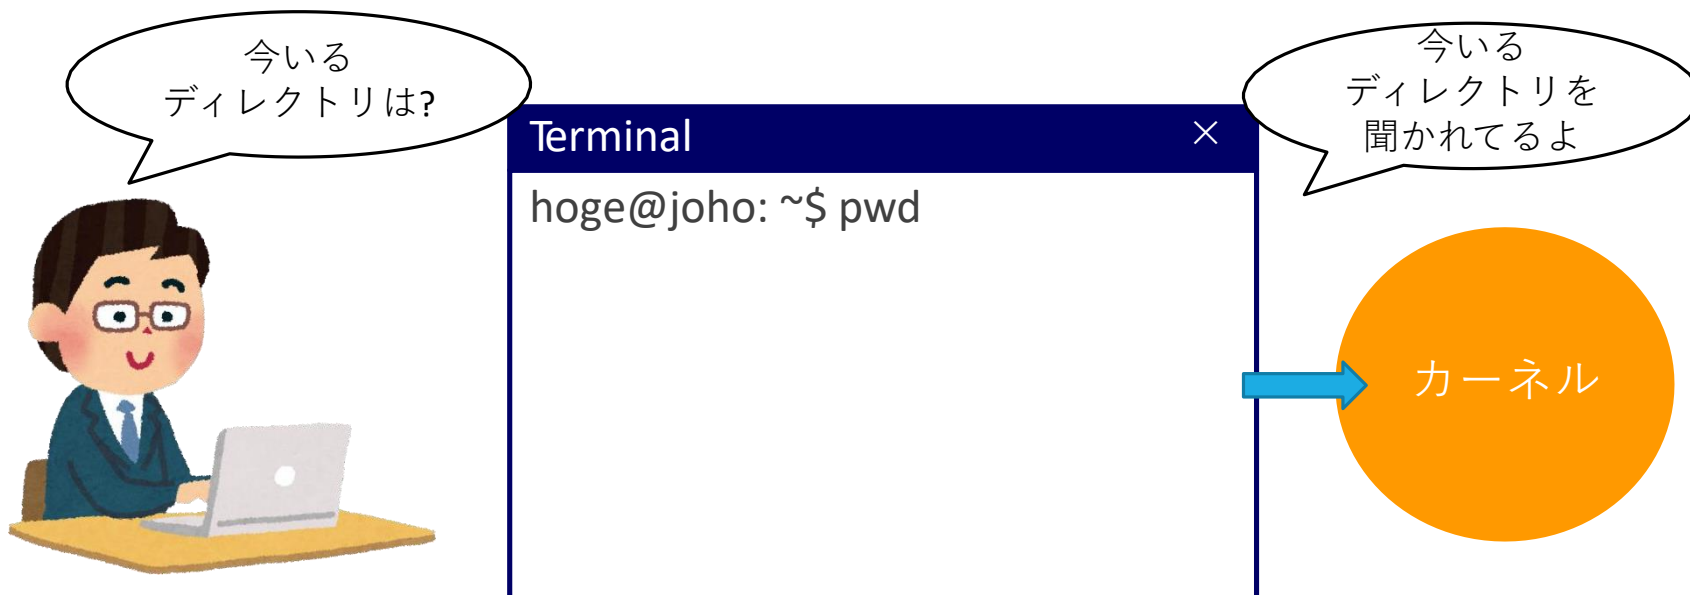 今いる
ディレクトリは?
Terminal ×
hoge@joho: ~$ pwd
今いる
ディレクトリを
聞かれてるよ
カーネル